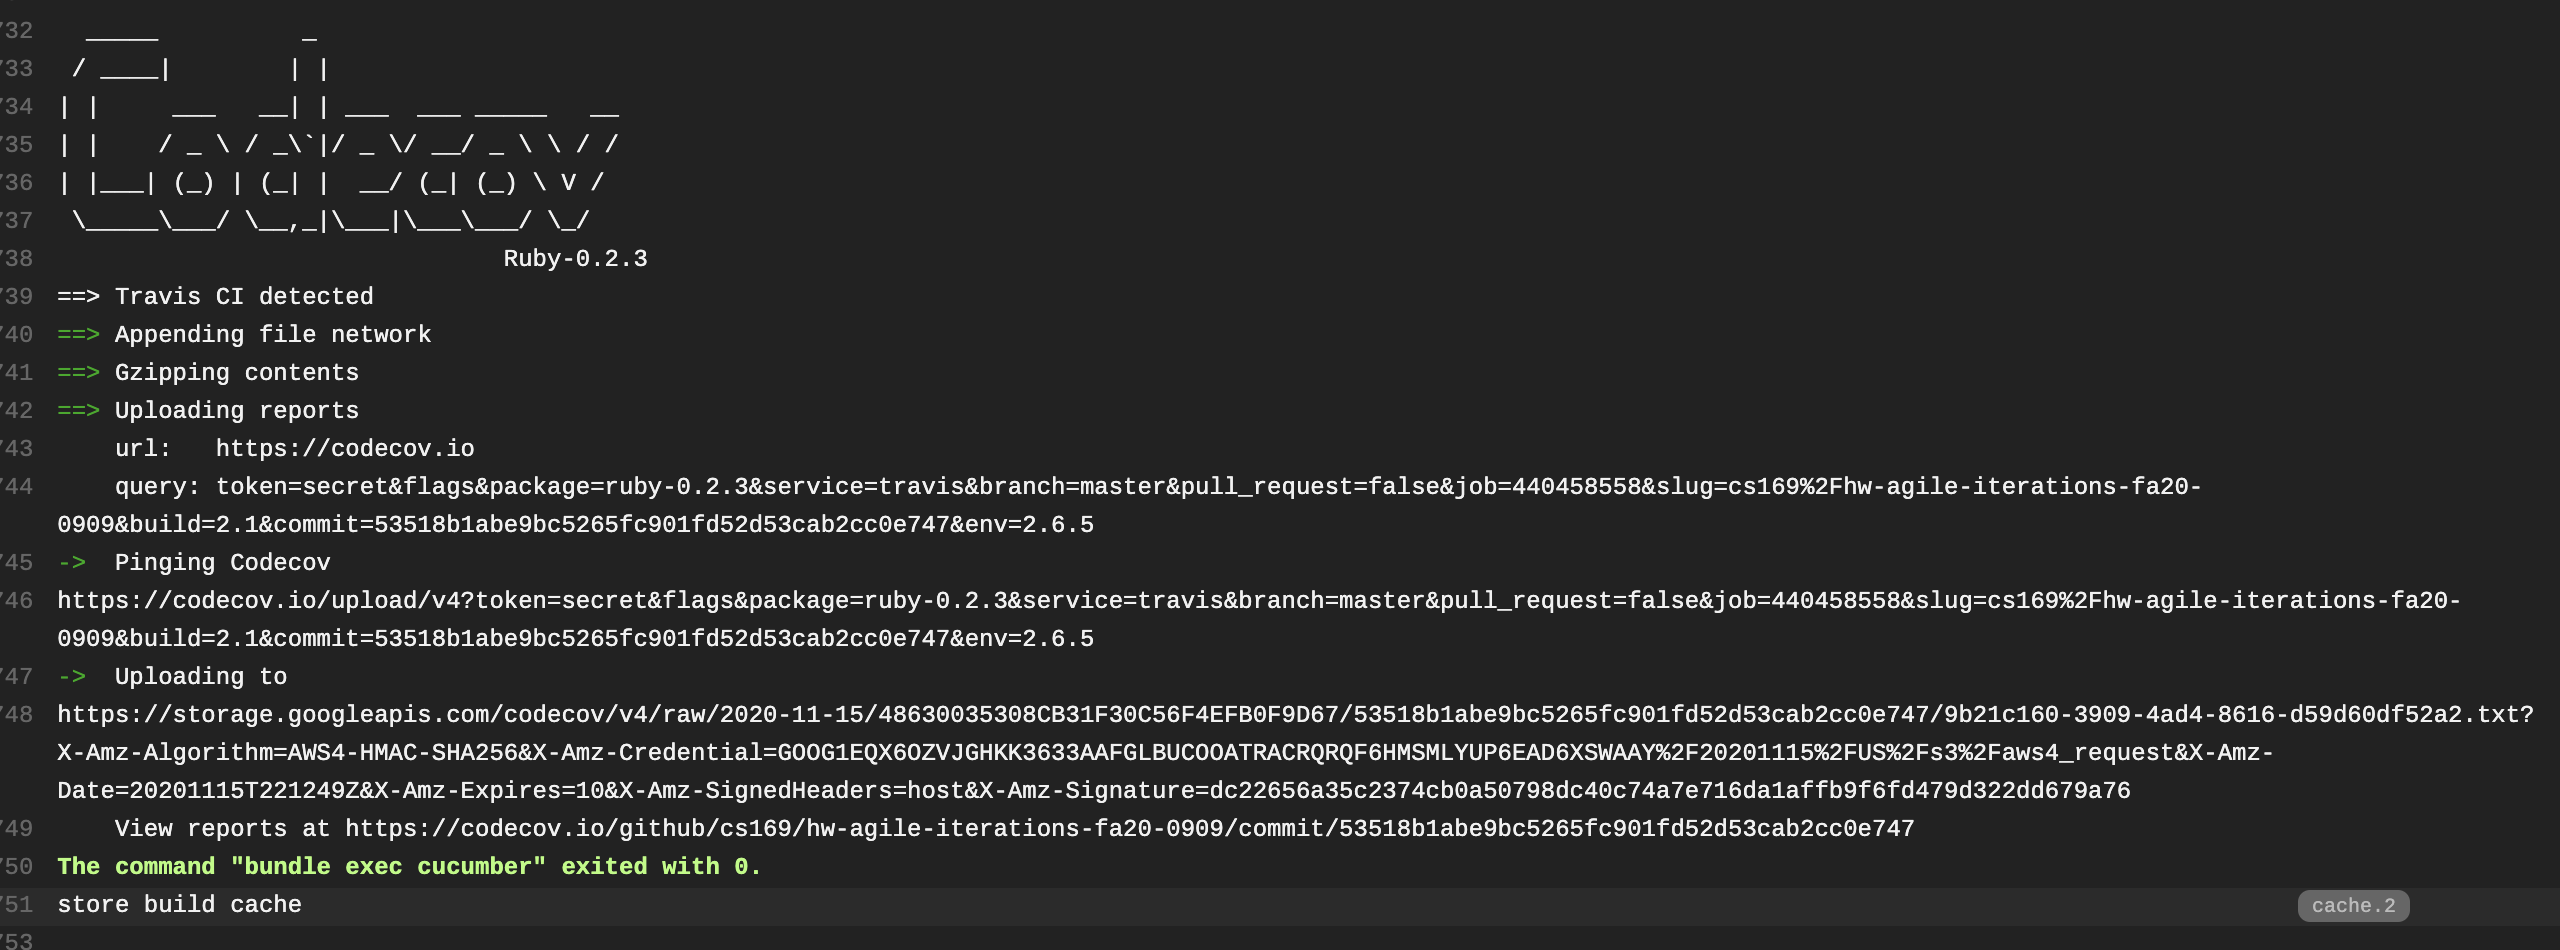 732   _____          _
733  / ____|        | |
734 | |     ___   __| | ___  ___ _____   __
735 | |    / _ \ / _\`|/ _ \/ __/ _ \ \ / /
736 | |___| (_) | (_| |  __/ (_| (_) \ V /
737  \_____\___/ \__,_|\___|\___\___/ \_/
738                                Ruby-0.2.3
739 ==> Travis CI detected
740 ==> Appending file network
741 ==> Gzipping contents
742 ==> Uploading reports
743     url:   https://codecov.io
744     query: token=secret&flags&package=ruby-0.2.3&service=travis&branch=master&pull_request=false&job=440458558&slug=cs169%2Fhw-agile-iterations-fa20-
0909&build=2.1&commit=53518b1abe9bc5265fc901fd52d53cab2cc0e747&env=2.6.5
745 ->  Pinging Codecov
746 https://codecov.io/upload/v4?token=secret&flags&package=ruby-0.2.3&service=travis&branch=master&pull_request=false&job=440458558&slug=cs169%2Fhw-agile-iterations-fa20-
0909&build=2.1&commit=53518b1abe9bc5265fc901fd52d53cab2cc0e747&env=2.6.5
747 ->  Uploading to
748 https://storage.googleapis.com/codecov/v4/raw/2020-11-15/48630035308CB31F30C56F4EFB0F9D67/53518b1abe9bc5265fc901fd52d53cab2cc0e747/9b21c160-3909-4ad4-8616-d59d60df52a2.txt?
X-Amz-Algorithm=AWS4-HMAC-SHA256&X-Amz-Credential=GOOG1EQX6OZVJGHKK3633AAFGLBUCOOATRACRQRQF6HMSMLYUP6EAD6XSWAAY%2F20201115%2FUS%2Fs3%2Faws4_request&X-Amz-
Date=20201115T221249Z&X-Amz-Expires=10&X-Amz-SignedHeaders=host&X-Amz-Signature=dc22656a35c2374cb0a50798dc40c74a7e716da1affb9f6fd479d322dd679a76
749     View reports at https://codecov.io/github/cs169/hw-agile-iterations-fa20-0909/commit/53518b1abe9bc5265fc901fd52d53cab2cc0e747
750 The command "bundle exec cucumber" exited with 0.
751 store build cache cache.2
753